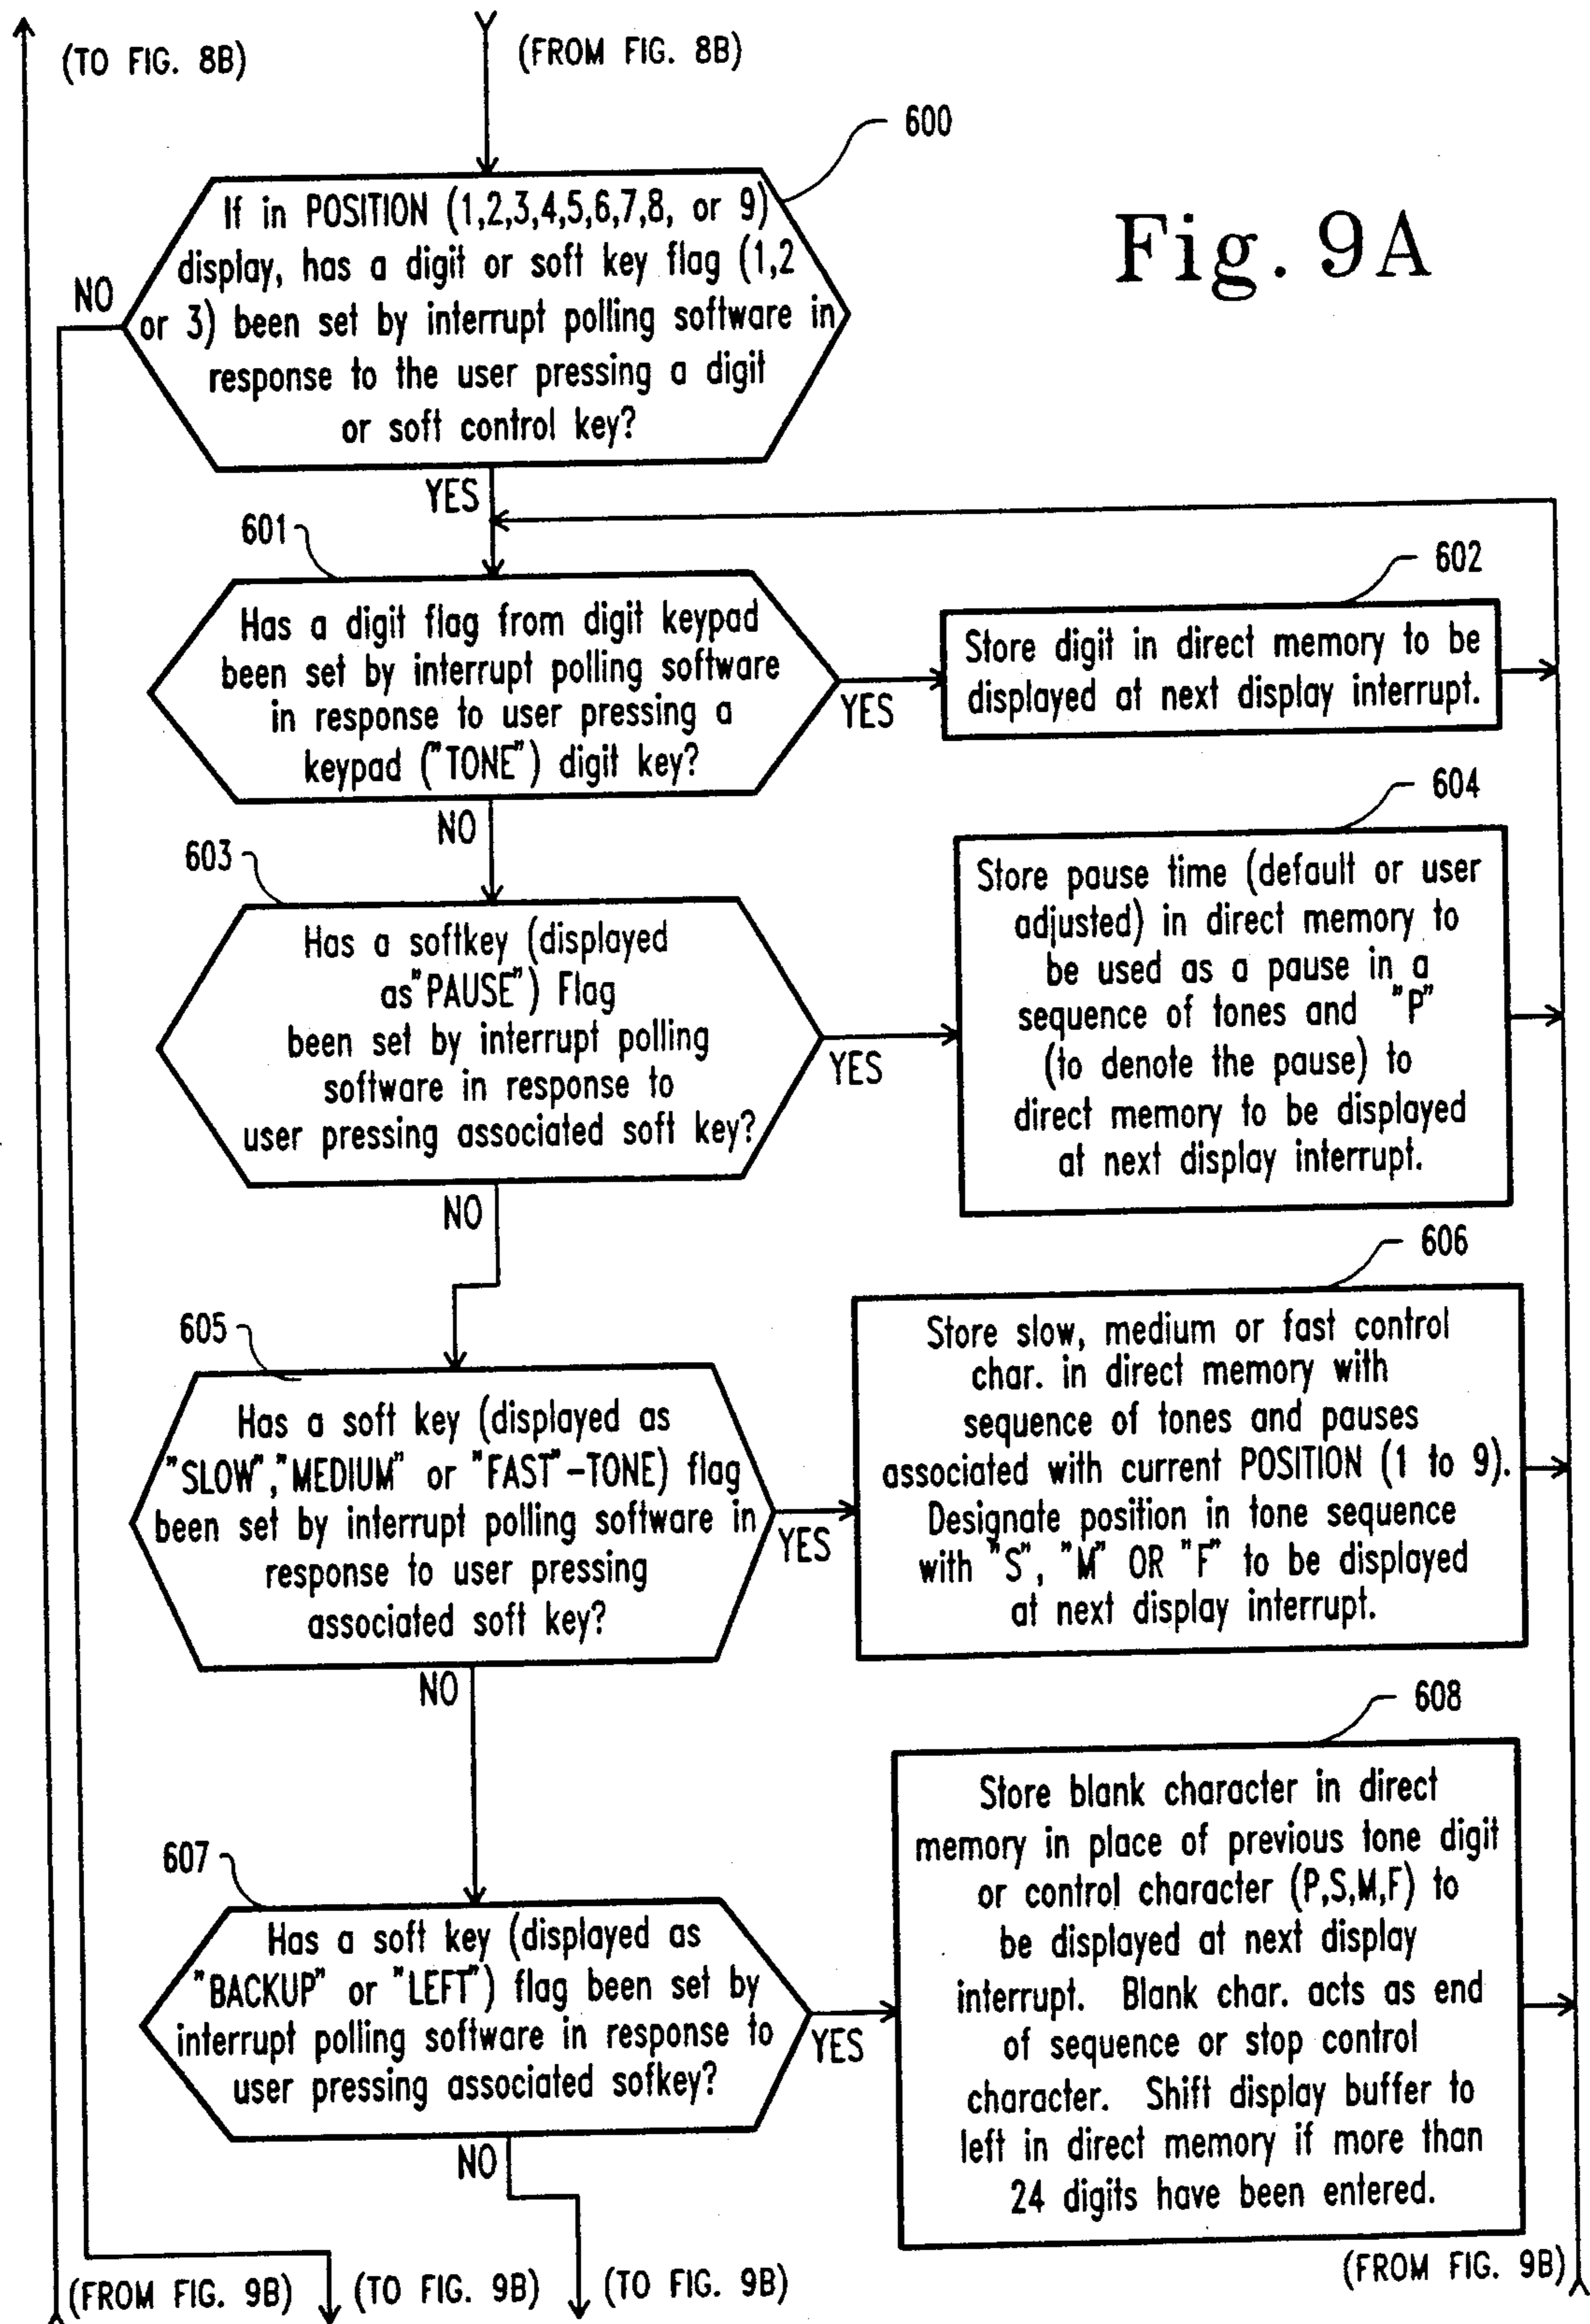 (TO FIG. 8B)
(FROM FIG. 8B)
600
Fig. 9A
If in POSITION (1,2,3,4,5,6,7,8, or 9)
display, has a digit or soft key flag (1,2
or 3) been set by interrupt polling software in
response to the user pressing a digit
or soft control key?
NO
YES
601
Has a digit flag from digit keypad
been set by interrupt polling software
in response to user pressing a
keypad ("TONE") digit key?
YES
NO
602
Store digit in direct memory to be
displayed at next display interrupt.
603
Has a softkey (displayed
as"PAUSE") Flag
been set by interrupt polling
software in response to
user pressing associated soft key?
YES
NO
604
Store pause time (default or user
adjusted) in direct memory to
be used as a pause in a
sequence of tones and "P"
(to denote the pause) to
direct memory to be displayed
at next display interrupt.
605
Has a soft key (displayed as
"SLOW","MEDIUM" or "FAST"-TONE) flag
been set by interrupt polling software in
response to user pressing
associated soft key?
YES
NO
606
Store slow, medium or fast control
char. in direct memory with
sequence of tones and pauses
associated with current POSITION (1 to 9).
Designate position in tone sequence
with "S", "M" OR "F" to be displayed
at next display interrupt.
607
Has a soft key (displayed as
"BACKUP" or "LEFT") flag been set by
interrupt polling software in response to
user pressing associated sofkey?
YES
NO
608
Store blank character in direct
memory in place of previous tone digit
or control character (P,S,M,F) to
be displayed at next display
interrupt. Blank char. acts as end
of sequence or stop control
character. Shift display buffer to
left in direct memory if more than
24 digits have been entered.
(FROM FIG. 9B)
(TO FIG. 9B)
(TO FIG. 9B)
(FROM FIG. 9B)